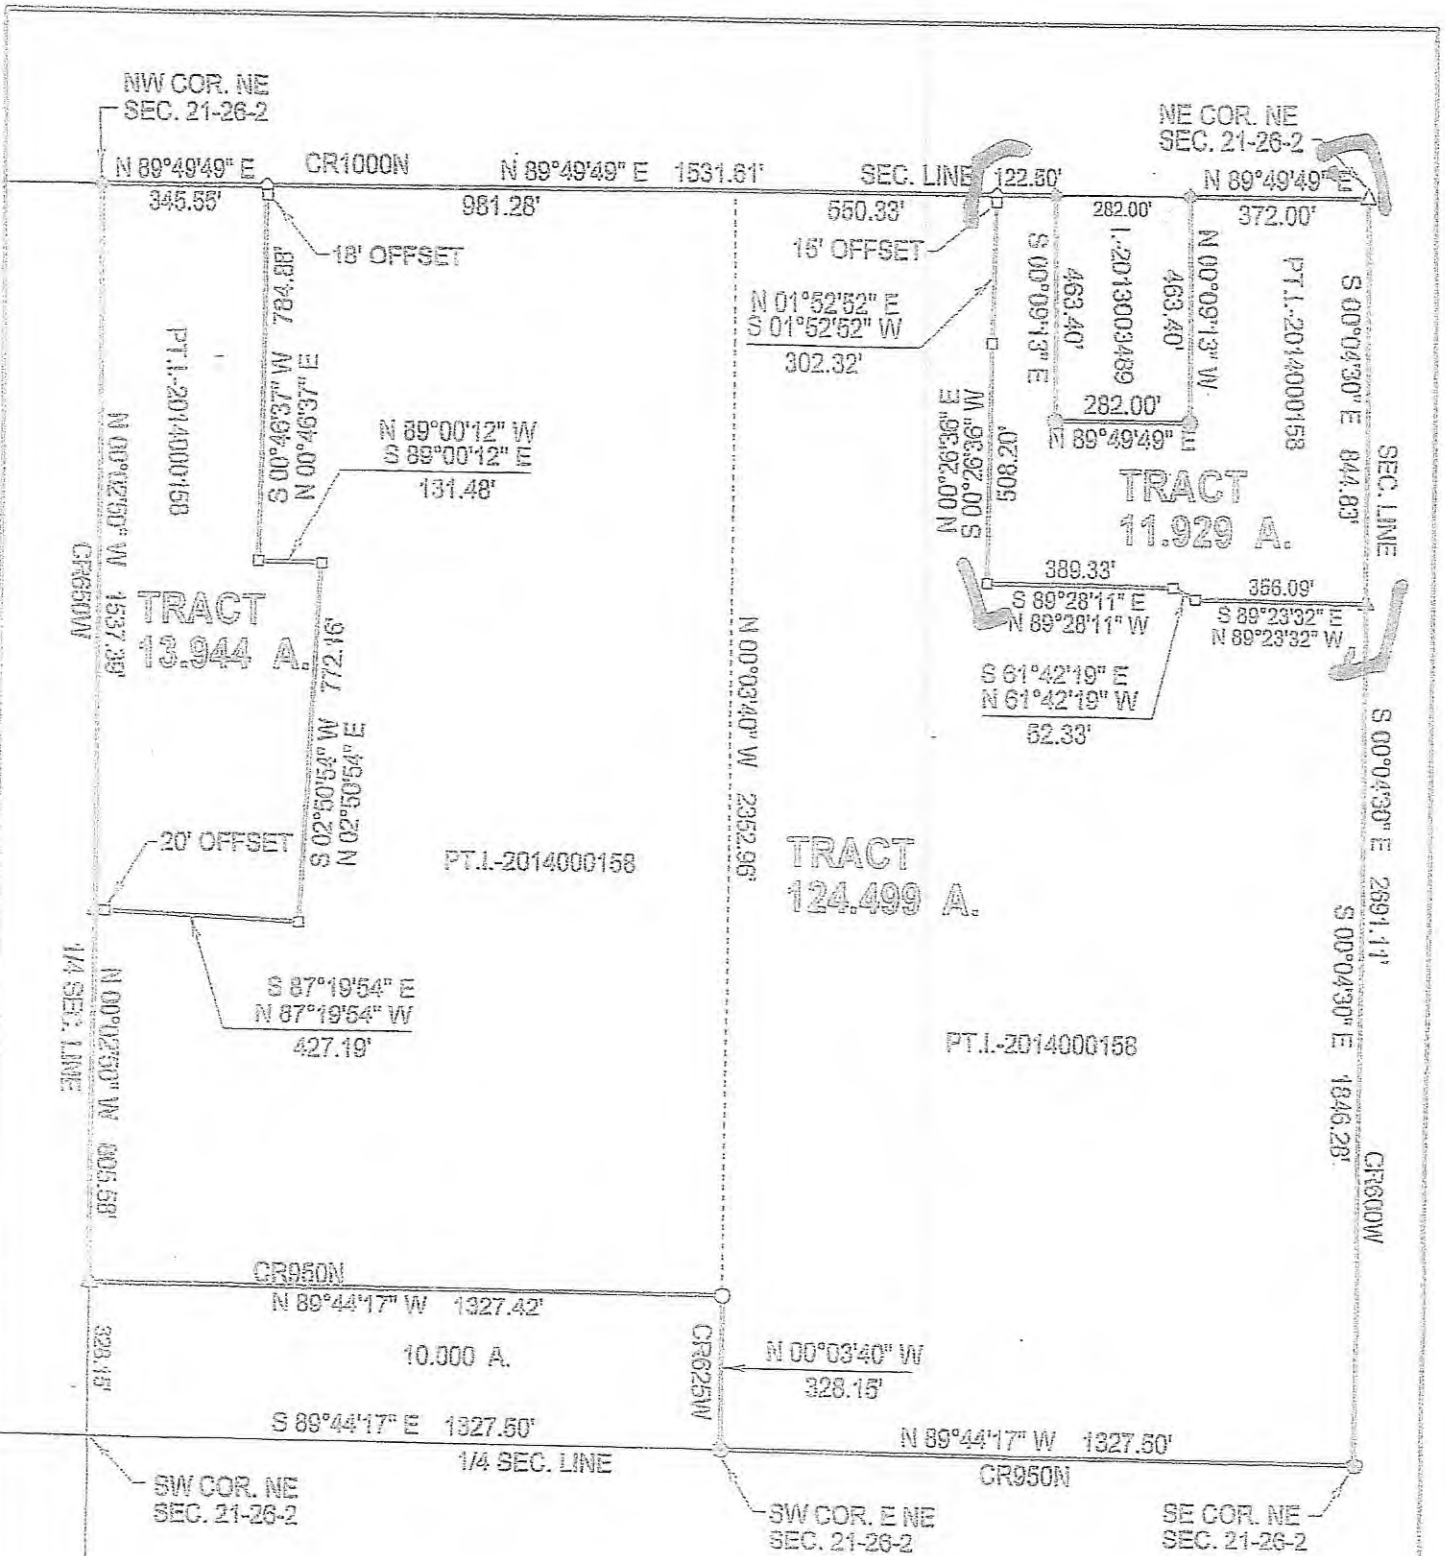 NW COR. NE
SEC. 21-26-2
NE COR. NE
SEC. 21-26-2
N 89°49'49" E
CR1000N
N 89°49'49" E 1531.61'
SEC. LINE
122.50'
N 89°49'49" E
345.55'
981.28'
550.33'
282.00'
372.00'
18' OFFSET
15' OFFSET
S 00°46'37" W 784.88'
N 00°46'37" E
PT.I.-2014000158
N 01°52'52" E
S 01°52'52" W
302.32'
S 00°09'13" E
463.40'
I.-2013003489
463.40'
N 00°09'13" W
PT.I.-2014000158
S 00°04'30" E 844.83'
SEC. LINE
282.00'
N 89°49'49" E
N 89°00'12" W
S 89°00'12" E
131.48'
N 00°26'36" E
S 00°26'36" W
508.20'
TRACT
11.929 A.
N 00°02'50" W 1537.39'
CR650W
TRACT
13.944 A.
389.33'
S 89°28'11" E
N 89°28'11" W
356.09'
S 89°23'32" E
N 89°23'32" W
S 61°42'19" E
N 61°42'19" W
52.33'
772.16'
S 02°50'54" W
N 02°50'54" E
N 00°03'40" W 2352.96'
S 00°04'30" E 2691.11'
20' OFFSET
PT.I.-2014000158
TRACT
124.499 A.
S 87°19'54" E
N 87°19'54" W
427.19'
1/4 SEC. LINE
N 00°02'50" W 805.58'
PT.I.-2014000158
S 00°04'30" E 1846.28'
CR600W
CR950N
N 89°44'17" W 1327.42'
10.000 A.
328.15'
CR625W
N 00°03'40" W
328.15'
S 89°44'17" E 1327.50'
1/4 SEC. LINE
N 89°44'17" W 1327.50'
CR950N
SW COR. NE
SEC. 21-26-2
SW COR. E NE
SEC. 21-26-2
SE COR. NE
SEC. 21-26-2